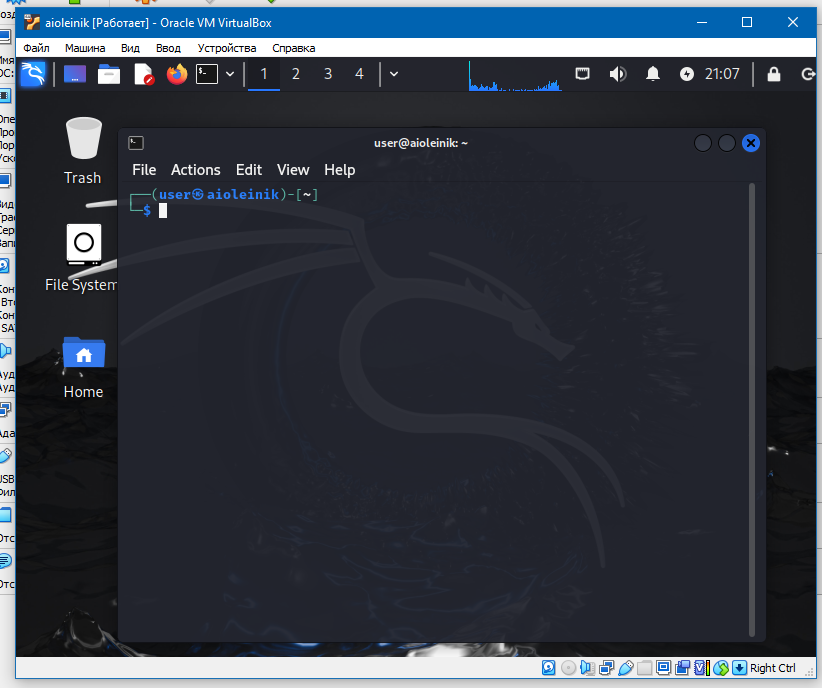 aioleinik [Работает] - Oracle VM VirtualBox
Файл Машина Вид Ввод Устройства Справка
1 2 3 4 21:07
Trash
File System
Home
user@aioleinik: ~
File Actions Edit View Help
(user㉿aioleinik)-[~]
$
Right Ctrl